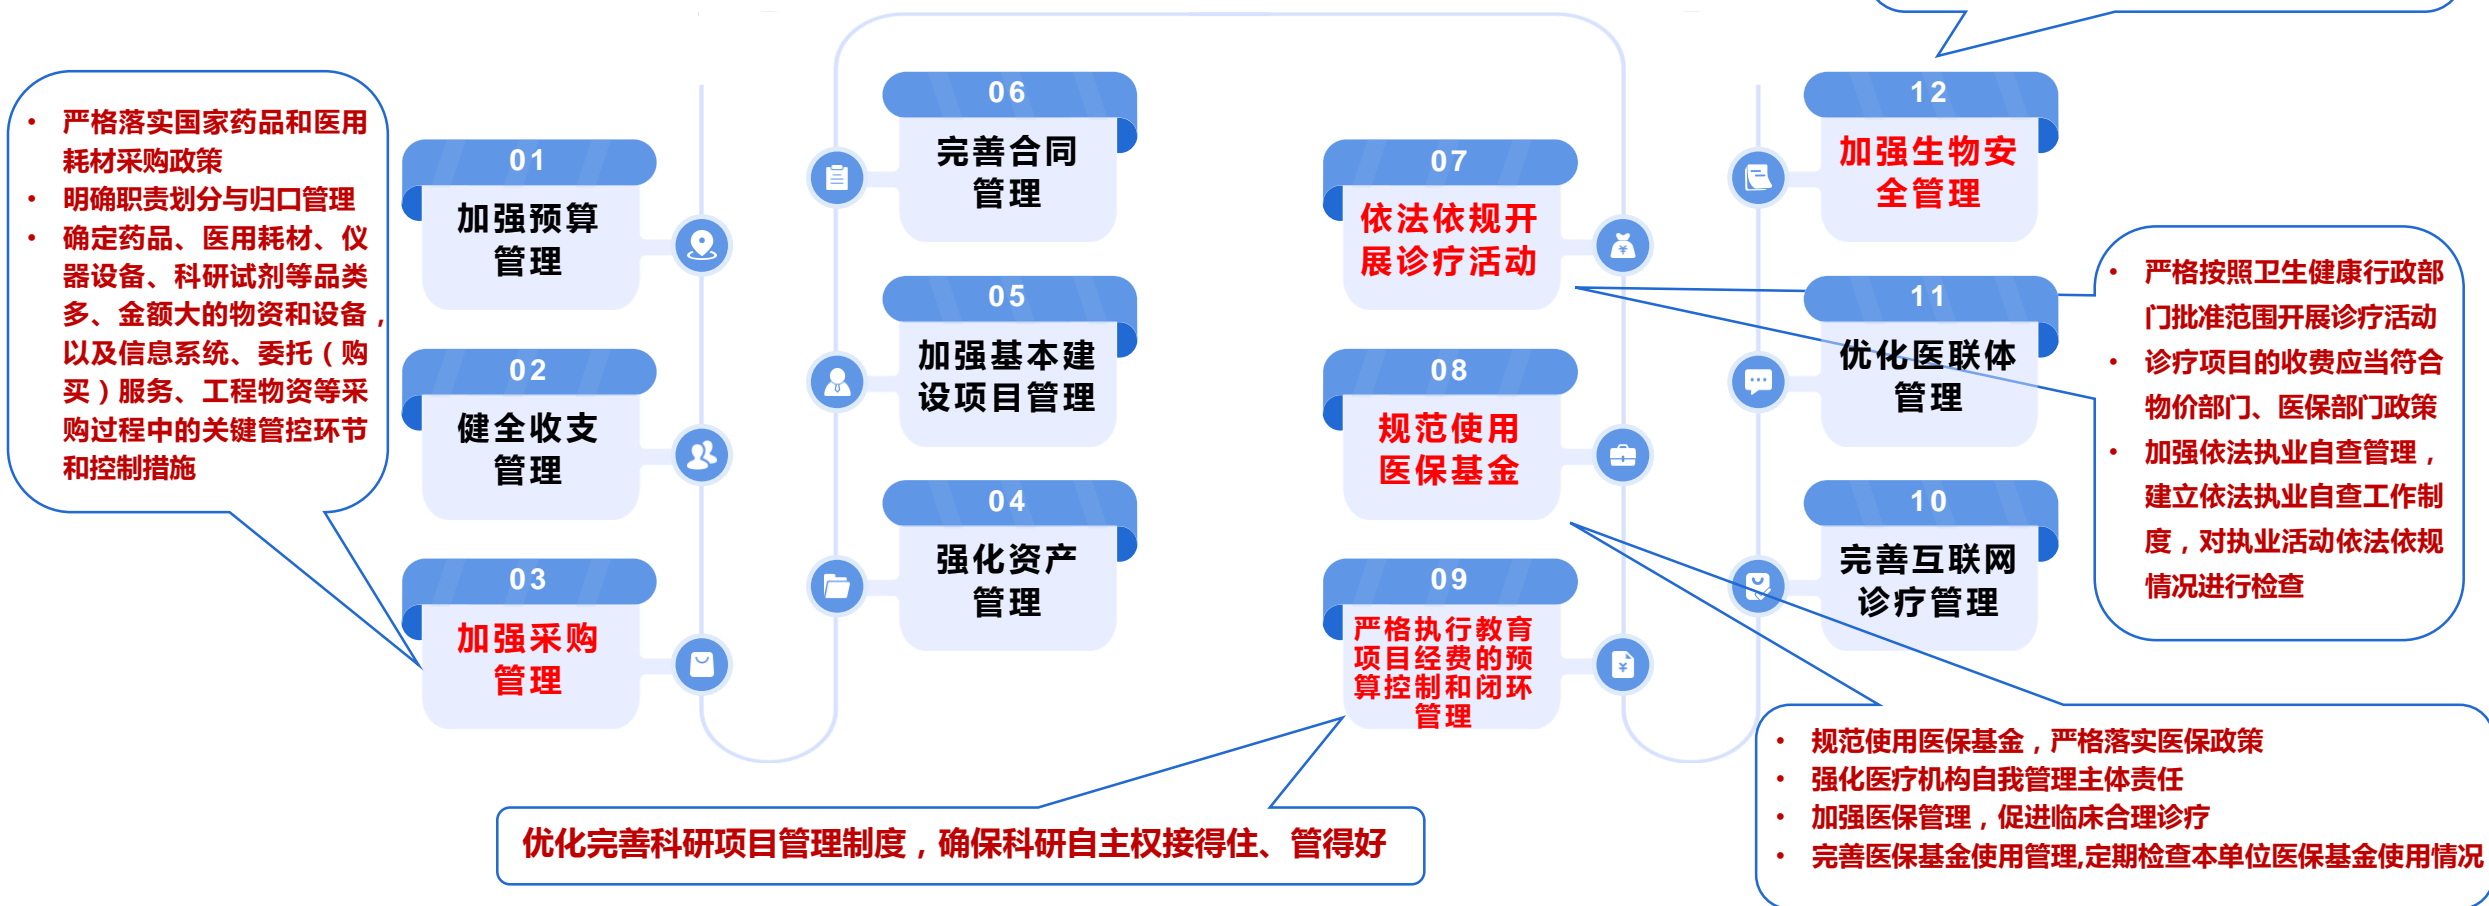 • 严格落实国家药品和医用
耗材采购政策
• 明确职责划分与归口管理
• 确定药品、医用耗材、仪
器设备、科研试剂等品类
多、金额大的物资和设备，
以及信息系统、委托（购
买）服务、工程物资等采
购过程中的关键管控环节
和控制措施
01
加强预算
管理
02
健全收支
管理
03
加强采购
管理
06
完善合同
管理
05
加强基本建
设项目管理
04
强化资产
管理
07
依法依规开
展诊疗活动
08
规范使用
医保基金
09
严格执行教育
项目经费的预
算控制和闭环
管理
12
加强生物安
全管理
11
优化医联体
管理
10
完善互联网
诊疗管理
• 严格按照卫生健康行政部
门批准范围开展诊疗活动
• 诊疗项目的收费应当符合
物价部门、医保部门政策
• 加强依法执业自查管理，
建立依法执业自查工作制
度，对执业活动依法依规
情况进行检查
优化完善科研项目管理制度，确保科研自主权接得住、管得好
• 规范使用医保基金，严格落实医保政策
• 强化医疗机构自我管理主体责任
• 加强医保管理，促进临床合理诊疗
• 完善医保基金使用管理,定期检查本单位医保基金使用情况